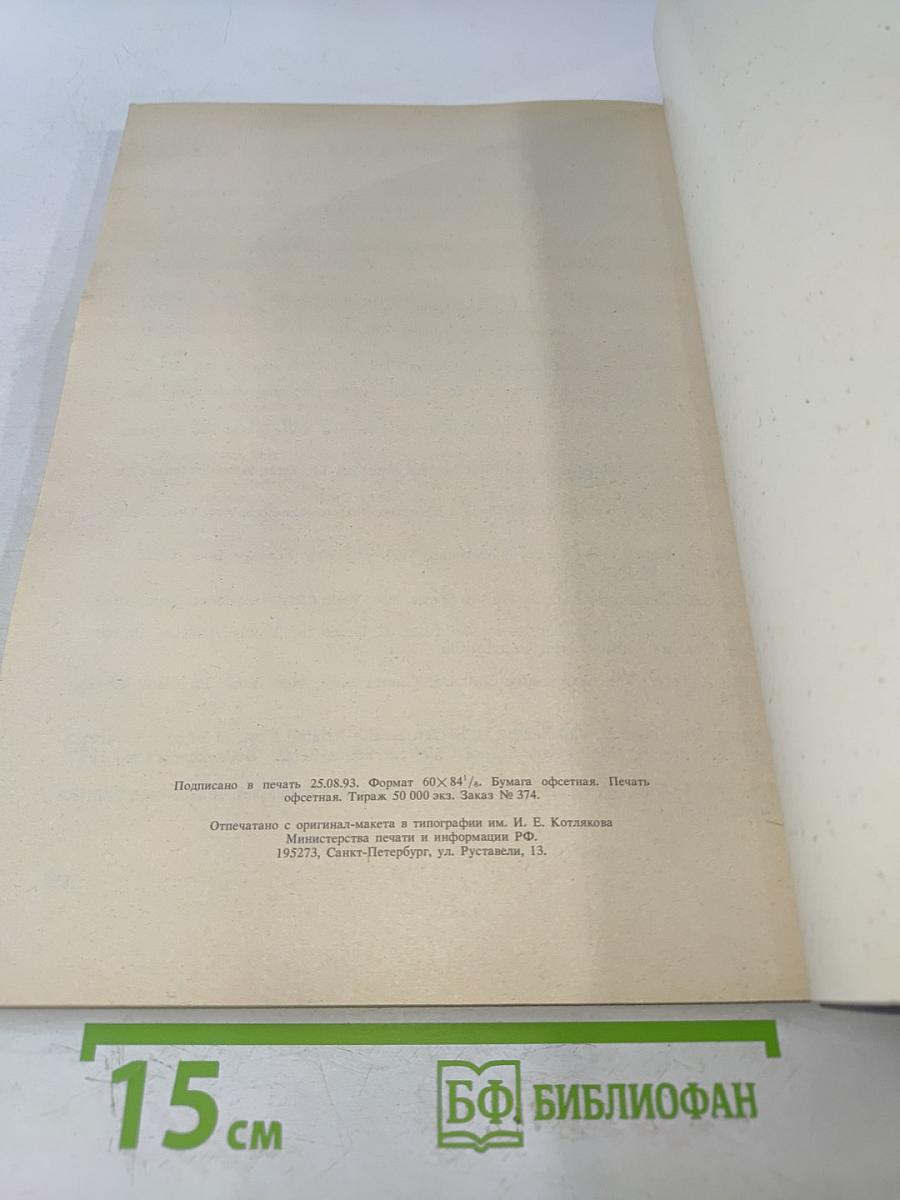 Подписано в печать 25.08.93. Формат 60×84¹/₈. Бумага офсетная. Печать
офсетная. Тираж 50 000 экз. Заказ № 374.
Отпечатано с оригинал-макета в типографии им. И. Е. Котлякова
Министерства печати и информации РФ.
195273, Санкт-Петербург, ул. Руставели, 13.
15 см
БФ БИБЛИОФАН